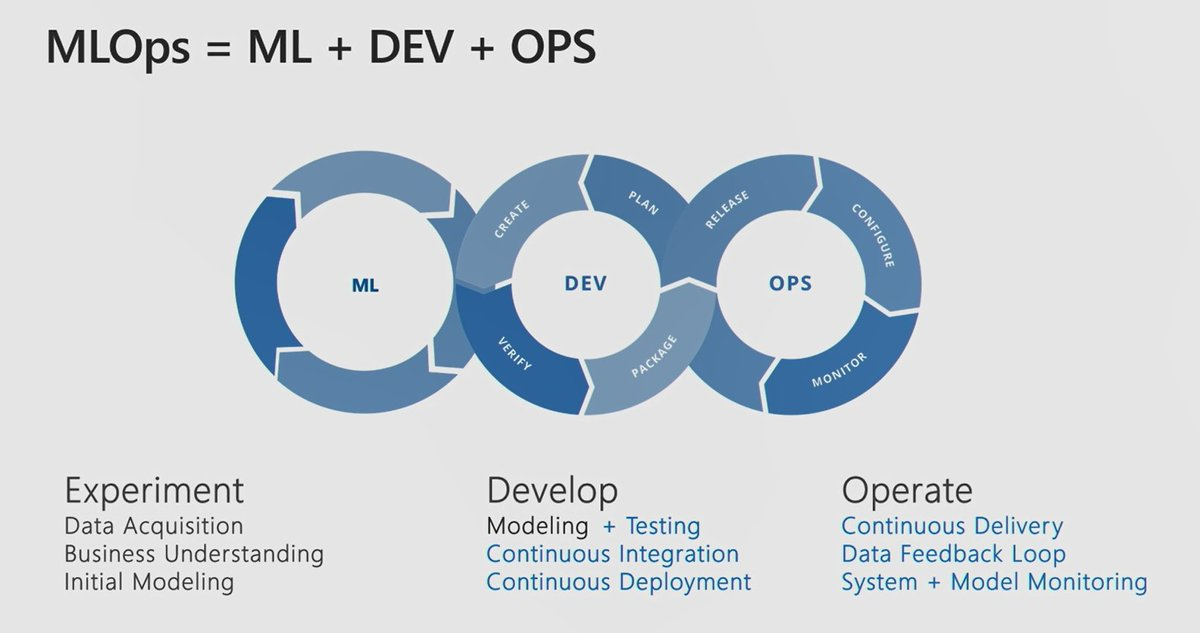 MLOps = ML + DEV + OPS
ML
CREATE
PLAN
DEV
VERIFY
PACKAGE
RELEASE
CONFIGURE
OPS
MONITOR
Experiment
Data Acquisition
Business Understanding
Initial Modeling
Develop
Modeling + Testing
Continuous Integration
Continuous Deployment
Operate
Continuous Delivery
Data Feedback Loop
System + Model Monitoring